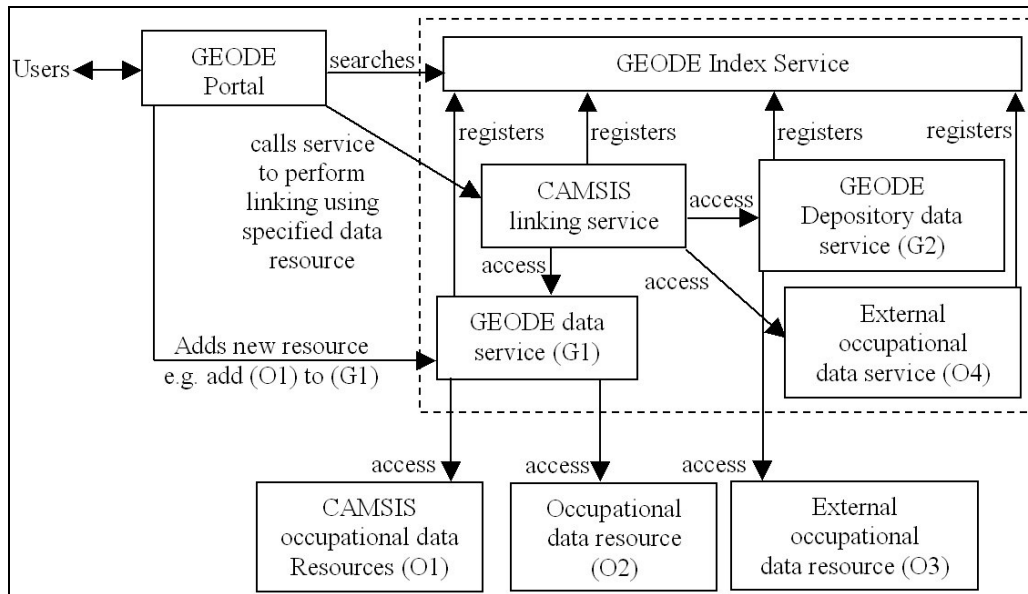 Users
GEODE
Portal
searches
GEODE Index Service
registers
registers
registers
registers
calls service
to perform
linking using
specified data
resource
CAMSIS
linking service
access
GEODE
Depository data
service (G2)
access
access
GEODE data
service (G1)
External
occupational
data service (O4)
Adds new resource
e.g. add (O1) to (G1)
access
access
access
CAMSIS
occupational data
Resources (O1)
Occupational
data resource
(O2)
External
occupational
data resource (O3)